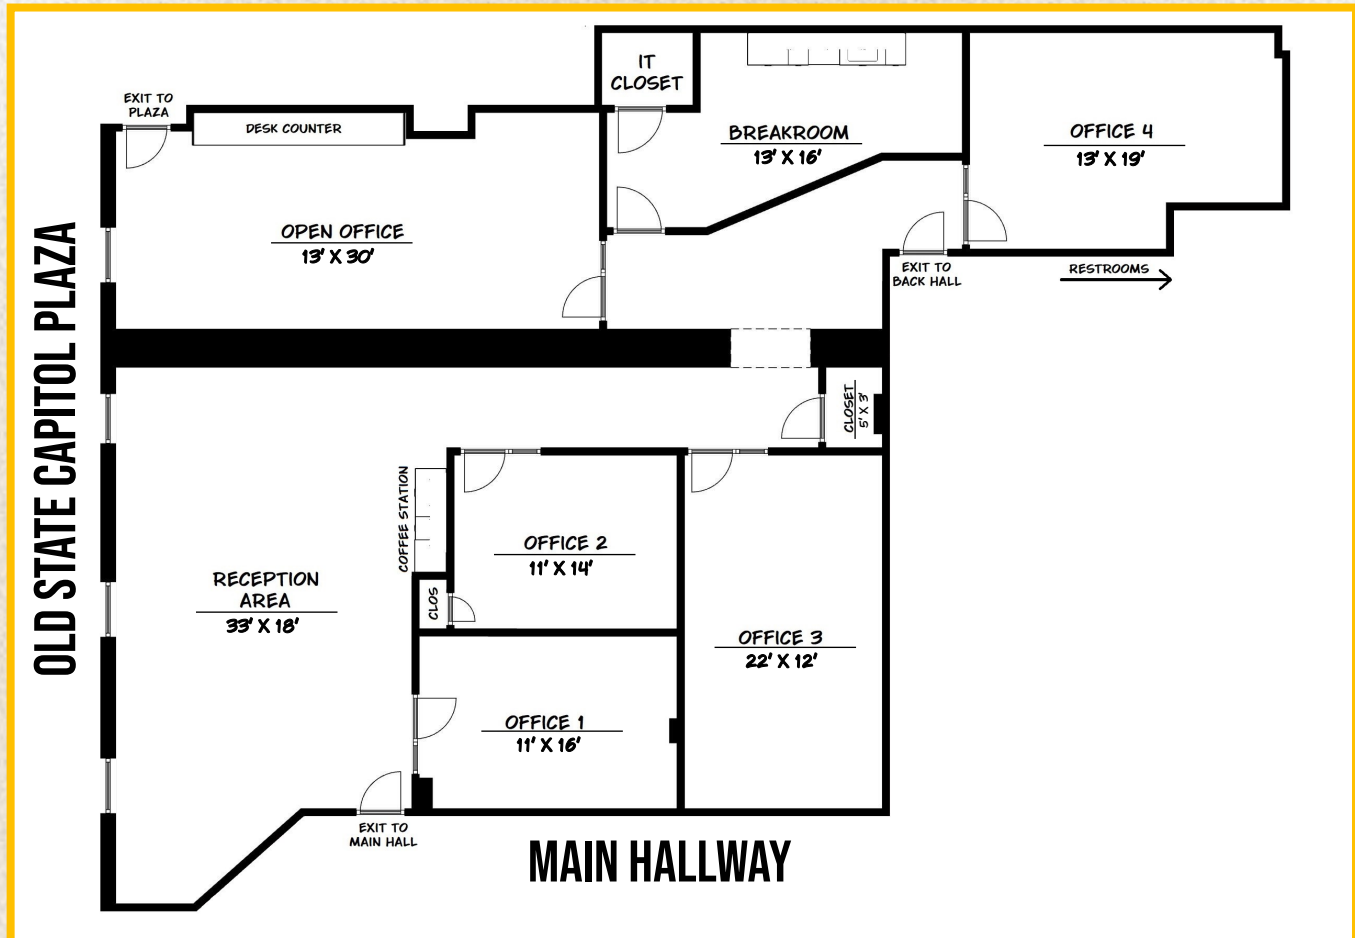 EXIT TO
PLAZA
DESK COUNTER
IT
CLOSET
BREAKROOM
13' X 16'
OFFICE 4
13' X 19'
OPEN OFFICE
13' X 30'
EXIT TO
BACK HALL
RESTROOMS
OLD STATE CAPITOL PLAZA
CLOSET
5' X 3'
COFFEE STATION
OFFICE 2
11' X 14'
RECEPTION
AREA
33' X 18'
CLOS
OFFICE 3
22' X 12'
OFFICE 1
11' X 16'
EXIT TO
MAIN HALL
MAIN HALLWAY